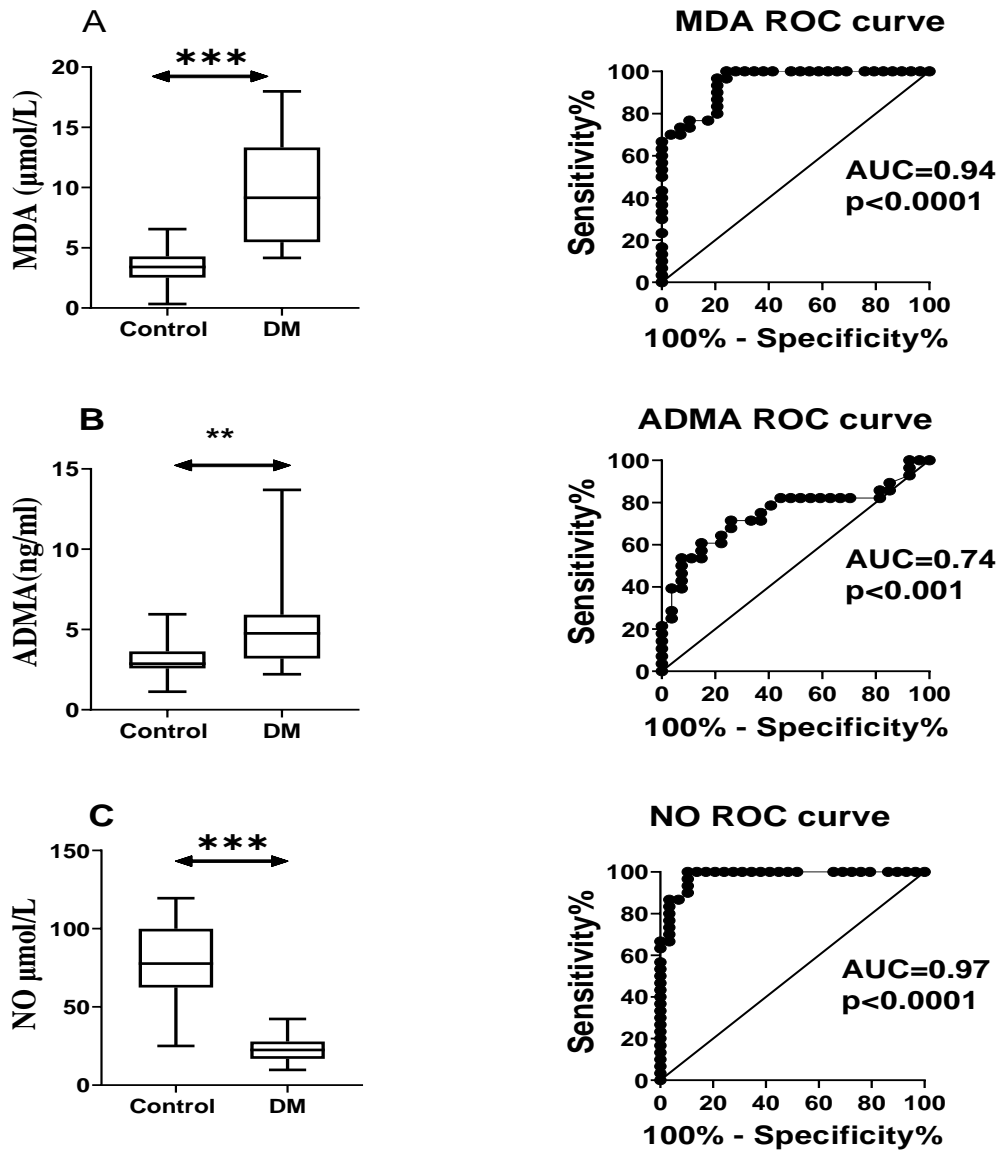 A
***
MDA (µmol/L)
20
15
10
5
0
Control DM
MDA ROC curve
Sensitivity%
100
80
60
40
20
0
AUC=0.94
p<0.0001
0 20 40 60 80 100
100% - Specificity%
B
**
ADMA(ng/ml)
15
10
5
0
Control DM
ADMA ROC curve
Sensitivity%
100
80
60
40
20
0
AUC=0.74
p<0.001
0 20 40 60 80 100
100% - Specificity%
C
***
NO µmol/L
150
100
50
0
Control DM
NO ROC curve
Sensitivity%
100
80
60
40
20
0
AUC=0.97
p<0.0001
0 20 40 60 80 100
100% - Specificity%